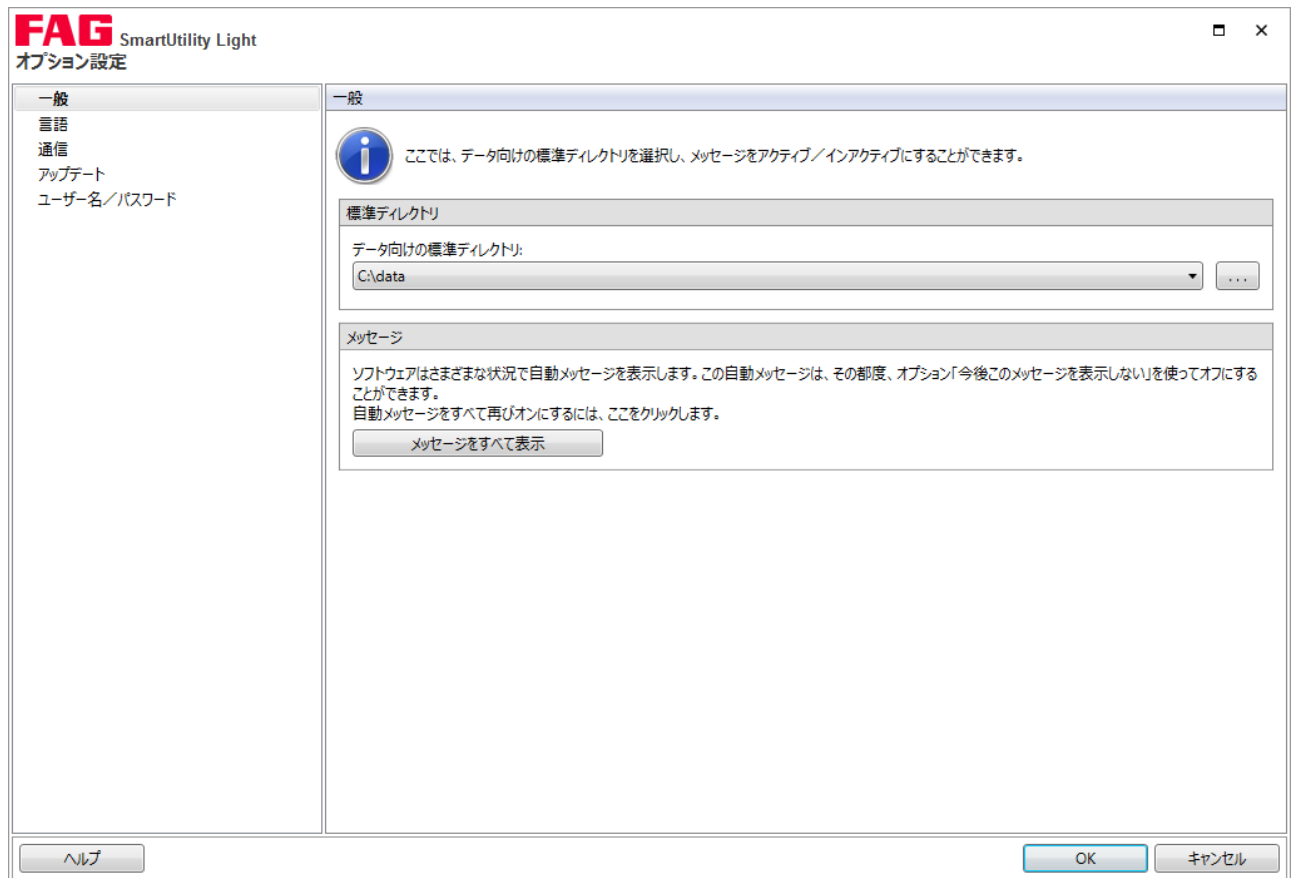 FAG SmartUtility Light
オプション設定
一般
言語
通信
アップデート
ユーザー名／パスワード
一般
ここでは、データ向けの標準ディレクトリを選択し、メッセージをアクティブ／インアクティブにすることができます。
標準ディレクトリ
データ向けの標準ディレクトリ:
C:\data
...
メッセージ
ソフトウェアはさまざまな状況で自動メッセージを表示します。この自動メッセージは、その都度、オプション「今後このメッセージを表示しない」を使ってオフにする
ことができます。
自動メッセージをすべて再びオンにするには、ここをクリックします。
メッセージをすべて表示
ヘルプ
OK
キャンセル